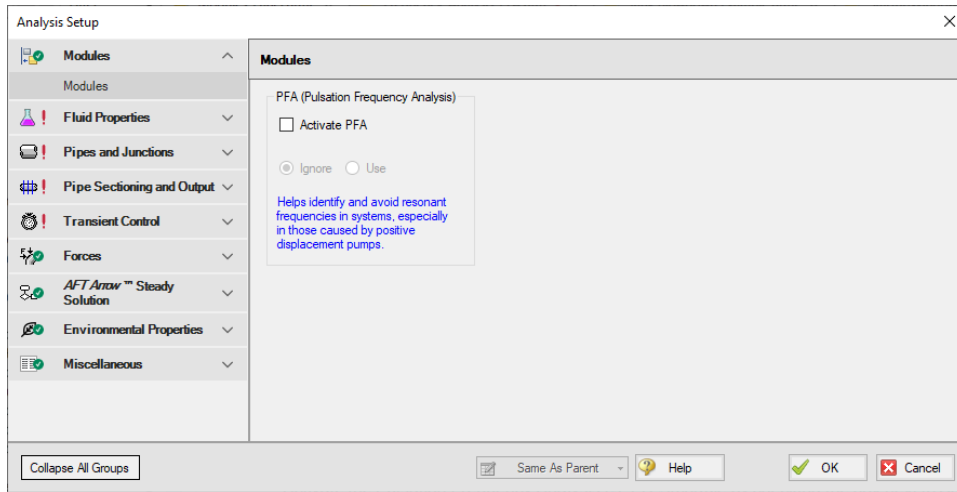 Analysis Setup
Modules
Modules
Fluid Properties
Pipes and Junctions
Pipe Sectioning and Output
Transient Control
Forces
AFT Arrow ™ Steady
Solution
Environmental Properties
Miscellaneous
Collapse All Groups
Modules
PFA (Pulsation Frequency Analysis)
Activate PFA
Ignore Use
Helps identify and avoid resonant
frequencies in systems, especially
in those caused by positive
displacement pumps.
Same As Parent Help OK Cancel